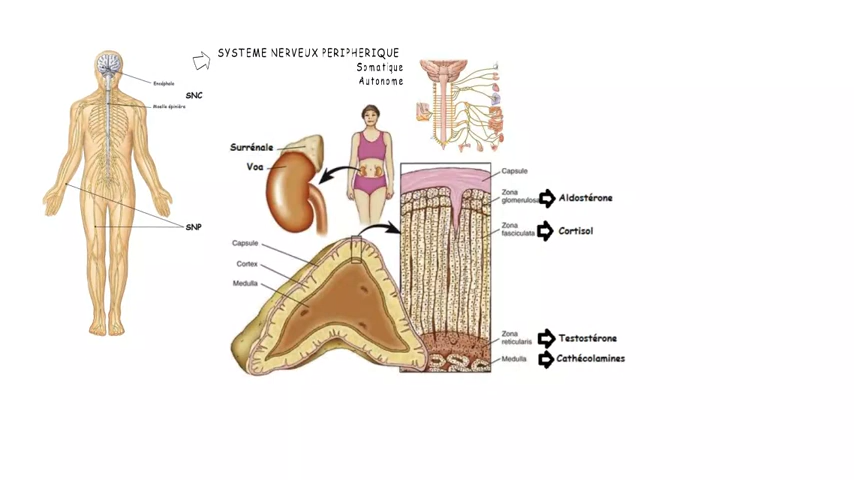 SYSTEME NERVEUX PERIPHERIQUE
Somatique
Autonome
Encéphale
SNC
Moelle épinière
SNP
Surrénale
Voa
Capsule
Cortex
Medulla
Capsule
Zona
glomerulosa
Aldostérone
Zona
fasciculata
Cortisol
Zona
reticularis
Testostérone
Medulla
Cathécolamines